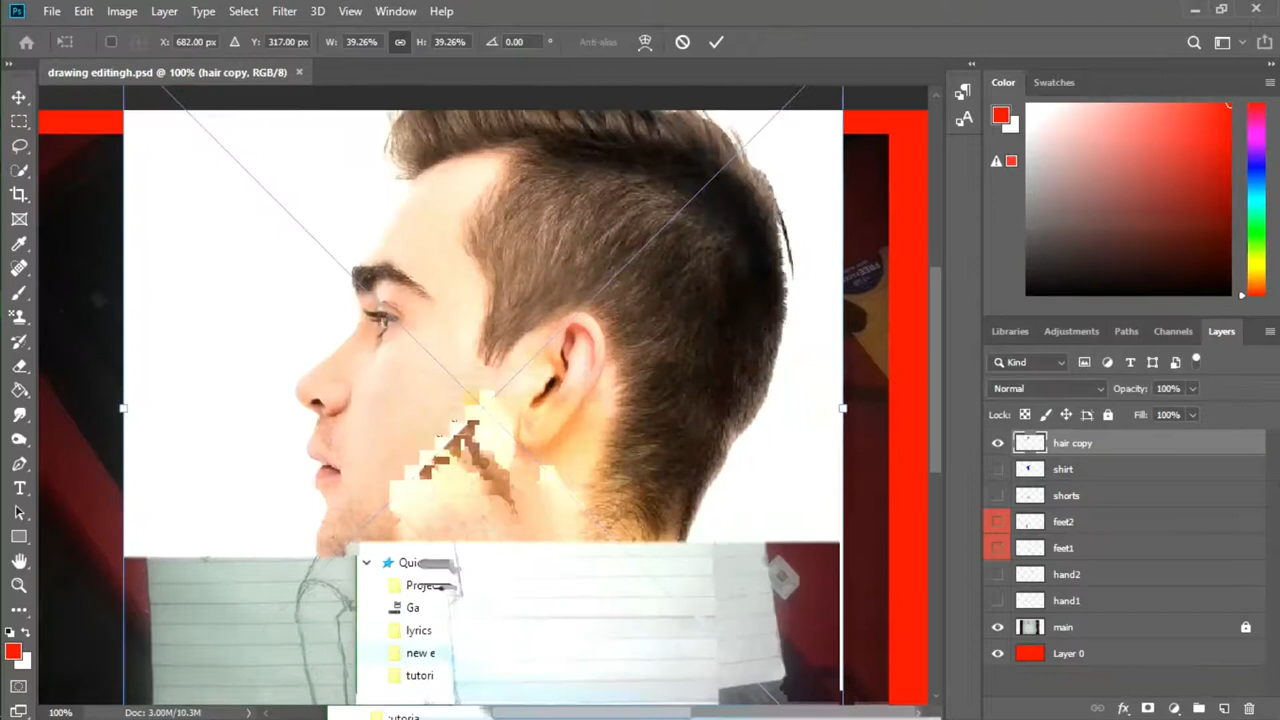 Ps File Edit Image Layer Type Select Filter 3D View Window Help
X: 682.00 px Y: 317.00 px W: 39.26% H: 39.26% 0.00 ° Anti-alias
drawing editingh.psd @ 100% (hair copy, RGB/8) ×
Color Swatches
Libraries Adjustments Paths Channels Layers
Kind
Normal Opacity: 100%
Lock: Fill: 100%
hair copy
shirt
shorts
feet2
feet1
hand2
hand1
main
Layer 0
Quic
Projec
Ga
lyrics
new e
tutori
tutoria
100% Doc: 3.00M/10.3M